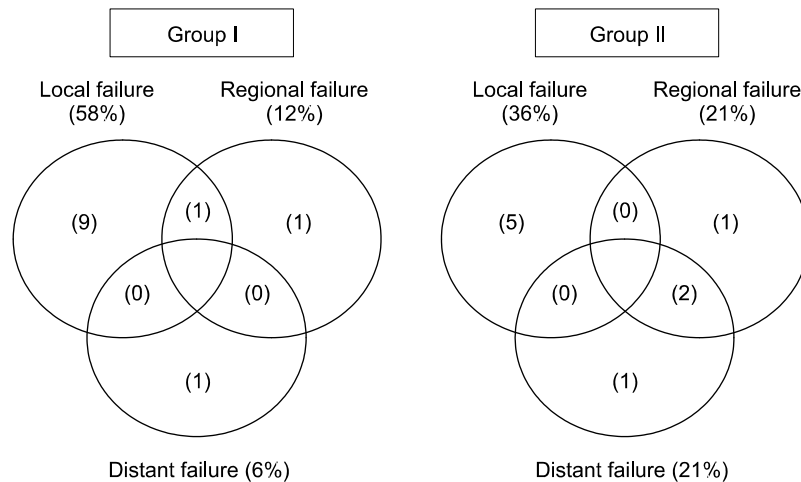 Group I
Local failure
(58%)
Regional failure
(12%)
(9)
(1)
(1)
(0)
(0)
(1)
Distant failure (6%)
Group II
Local failure
(36%)
Regional failure
(21%)
(5)
(0)
(1)
(0)
(2)
(1)
Distant failure (21%)